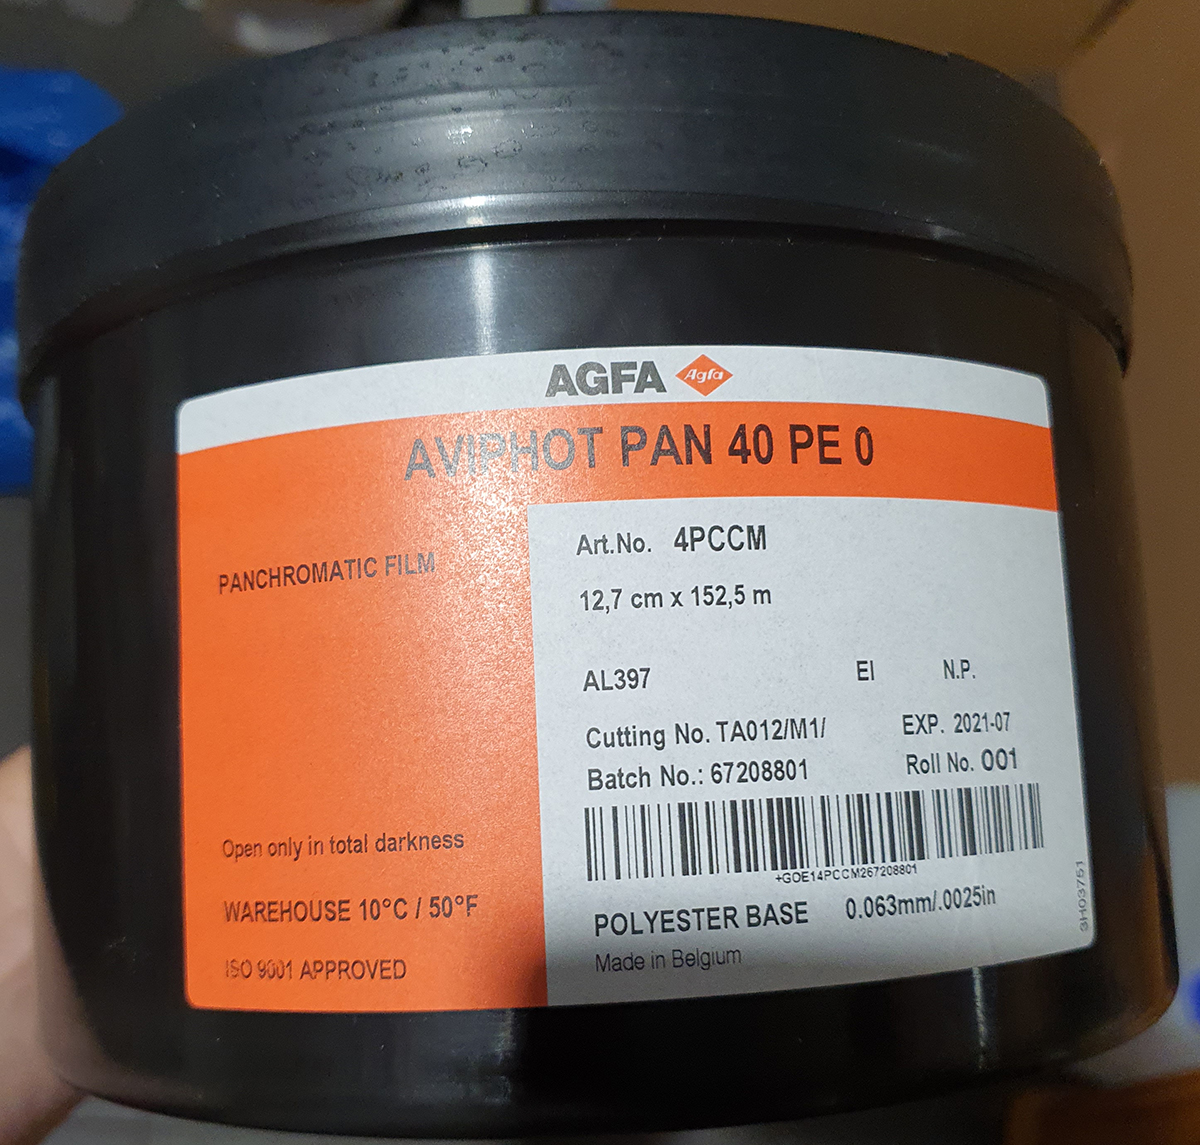 AGFA Agfa
AVIPHOT PAN 40 PE 0
PANCHROMATIC FILM
Open only in total darkness
WAREHOUSE 10°C / 50°F
ISO 9001 APPROVED
Art.No. 4PCCM
12,7 cm x 152,5 m
AL397 EI N.P.
Cutting No. TA012/M1/ EXP. 2021-07
Batch No.: 67208801 Roll No. 001
+GOE14PCCM267208801
POLYESTER BASE 0.063mm/.0025in
Made in Belgium
3H03751